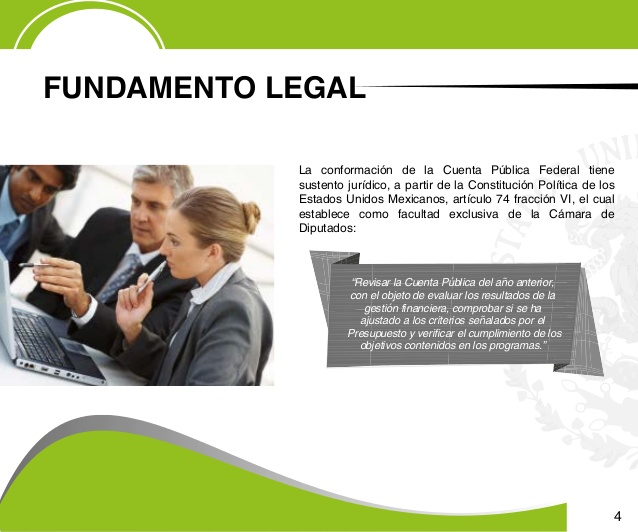 FUNDAMENTO LEGAL
La conformación de la Cuenta Pública Federal tiene
sustento jurídico, a partir de la Constitución Política de los
Estados Unidos Mexicanos, artículo 74 fracción VI, el cual
establece como facultad exclusiva de la Cámara de
Diputados:
“Revisar la Cuenta Pública del año anterior,
con el objeto de evaluar los resultados de la
gestión financiera, comprobar si se ha
ajustado a los criterios señalados por el
Presupuesto y verificar el cumplimiento de los
objetivos contenidos en los programas.”
4